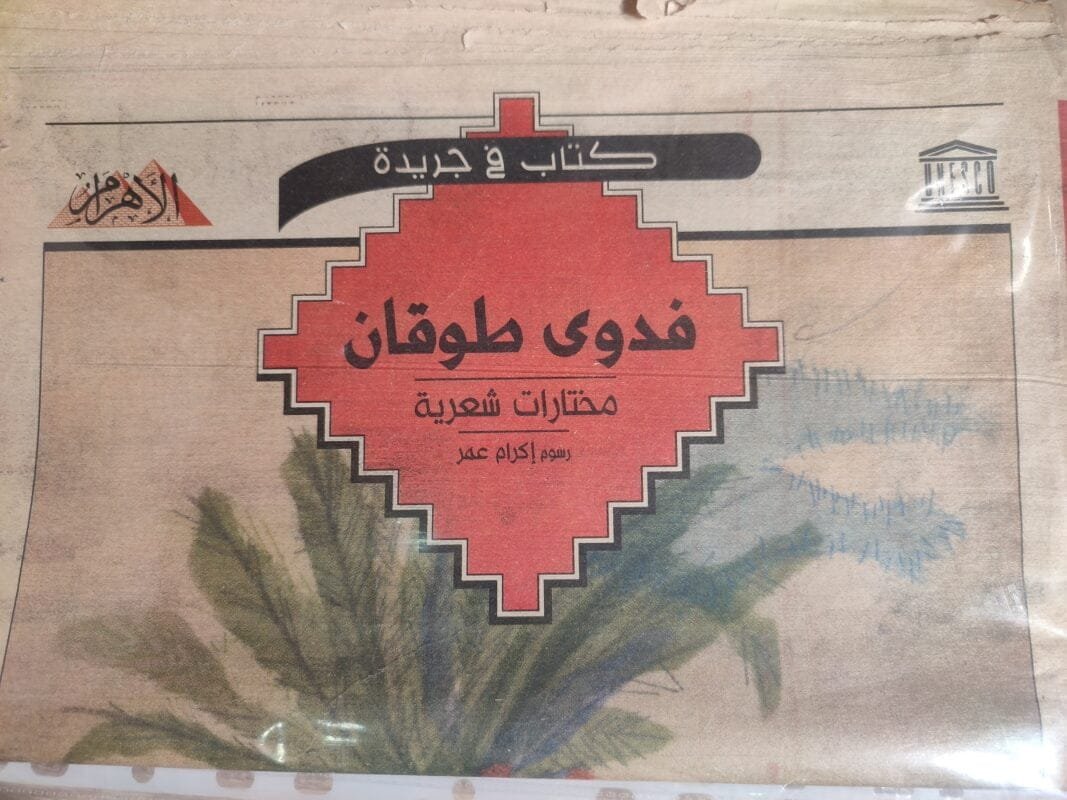 كتاب في جريدة
UNESCO
الأهرام
فدوى طوقان
مختارات شعرية
رسوم إكرام عمر